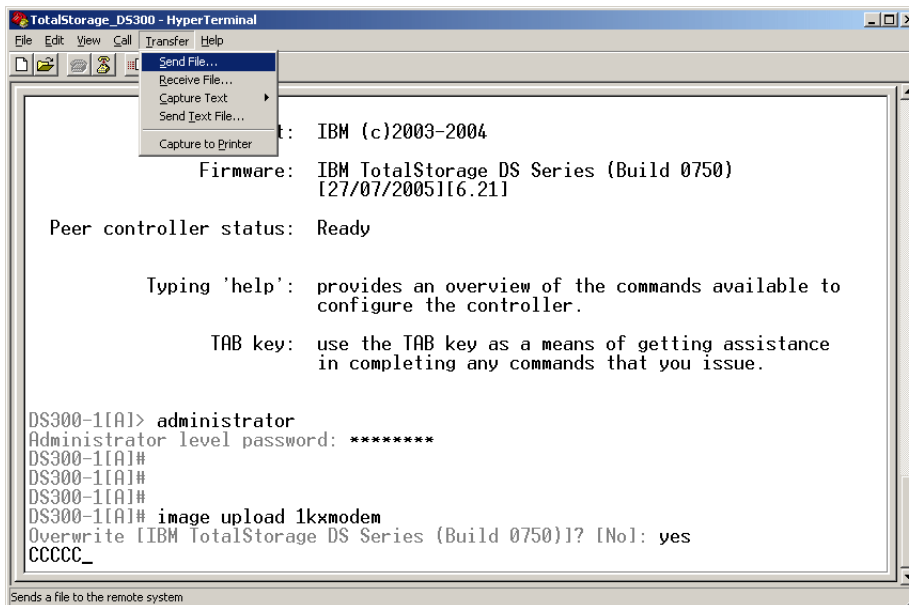 TotalStorage_DS300 - HyperTerminal
File Edit View Call Transfer Help
Send File...
Receive File...
Capture Text
Send Text File...
Capture to Printer
t: IBM (c)2003-2004
Firmware: IBM TotalStorage DS Series (Build 0750)
[27/07/2005][6.21]
Peer controller status: Ready
Typing 'help': provides an overview of the commands available to
configure the controller.
TAB key: use the TAB key as a means of getting assistance
in completing any commands that you issue.
DS300-1[A]> administrator
Administrator level password: ********
DS300-1[A]#
DS300-1[A]#
DS300-1[A]#
DS300-1[A]# image upload 1kxmodem
Overwrite [IBM TotalStorage DS Series (Build 0750)]? [No]: yes
CCCCC_
Sends a file to the remote system